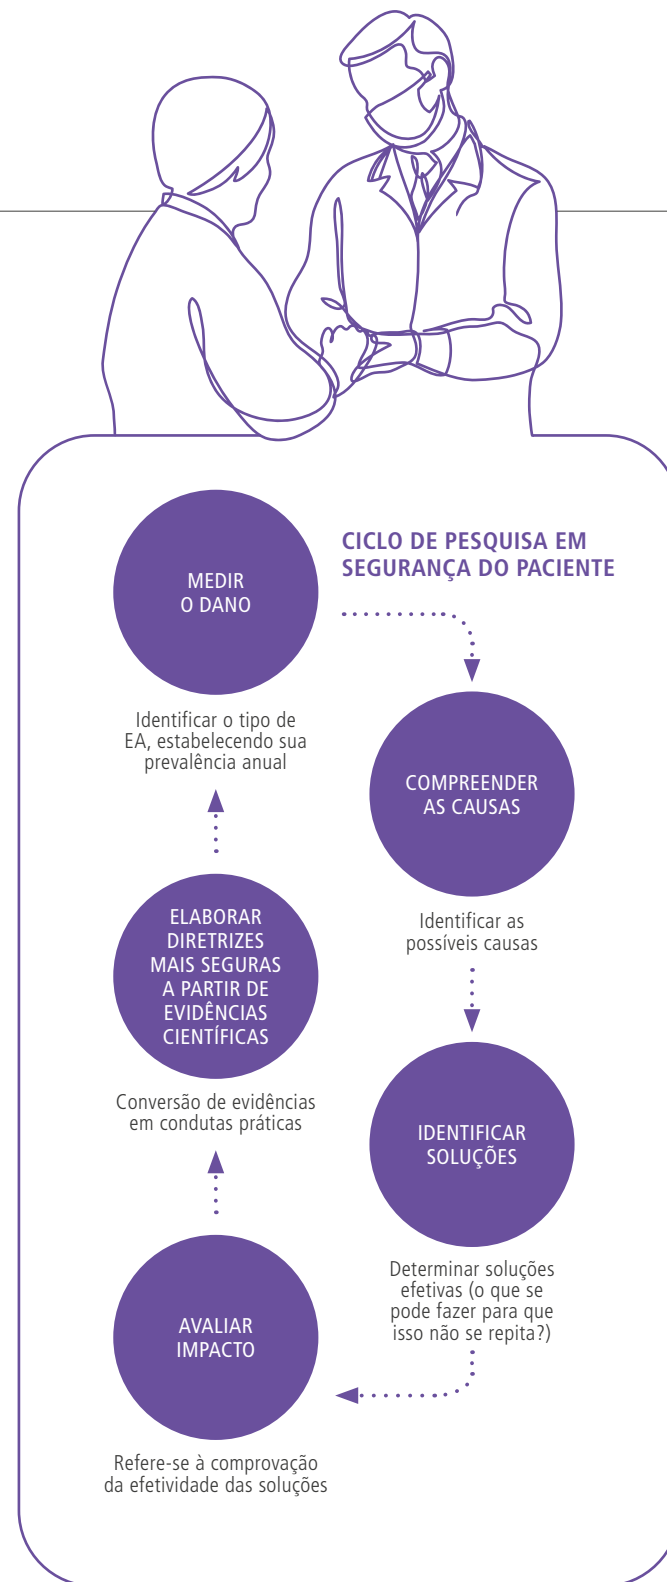 CICLO DE PESQUISA EM
SEGURANÇA DO PACIENTE
MEDIR
O DANO
Identificar o tipo de
EA, estabelecendo sua
prevalência anual
COMPREENDER
AS CAUSAS
Identificar as
possíveis causas
IDENTIFICAR
SOLUÇÕES
Determinar soluções
efetivas (o que se
pode fazer para que
isso não se repita?)
AVALIAR
IMPACTO
Refere-se à comprovação
da efetividade das soluções
ELABORAR
DIRETRIZES
MAIS SEGURAS
A PARTIR DE
EVIDÊNCIAS
CIENTÍFICAS
Conversão de evidências
em condutas práticas